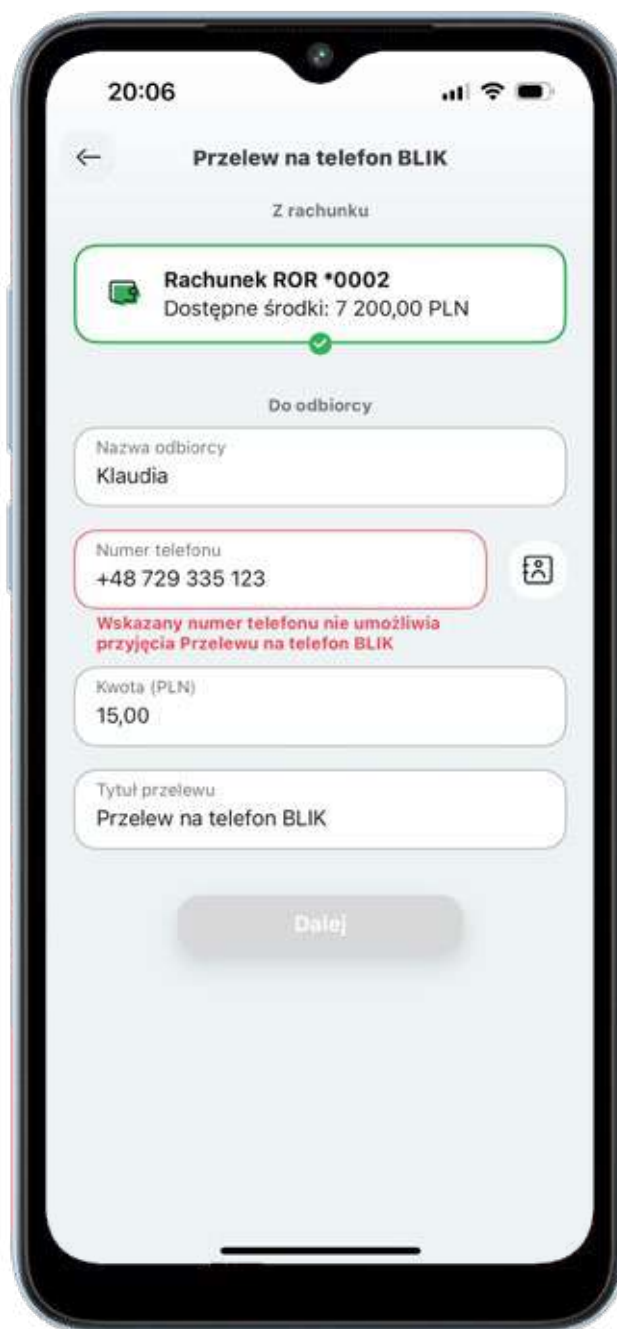 20:06
Przelew na telefon BLIK
Z rachunku
Rachunek ROR *0002
Dostępne środki: 7 200,00 PLN
Do odbiorcy
Nazwa odbiorcy
Klaudia
Numer telefonu
+48 729 335 123
Wskazany numer telefonu nie umożliwia
przyjęcia Przelewu na telefon BLIK
Kwota (PLN)
15,00
Tytuł przelewu
Przelew na telefon BLIK
Dalej